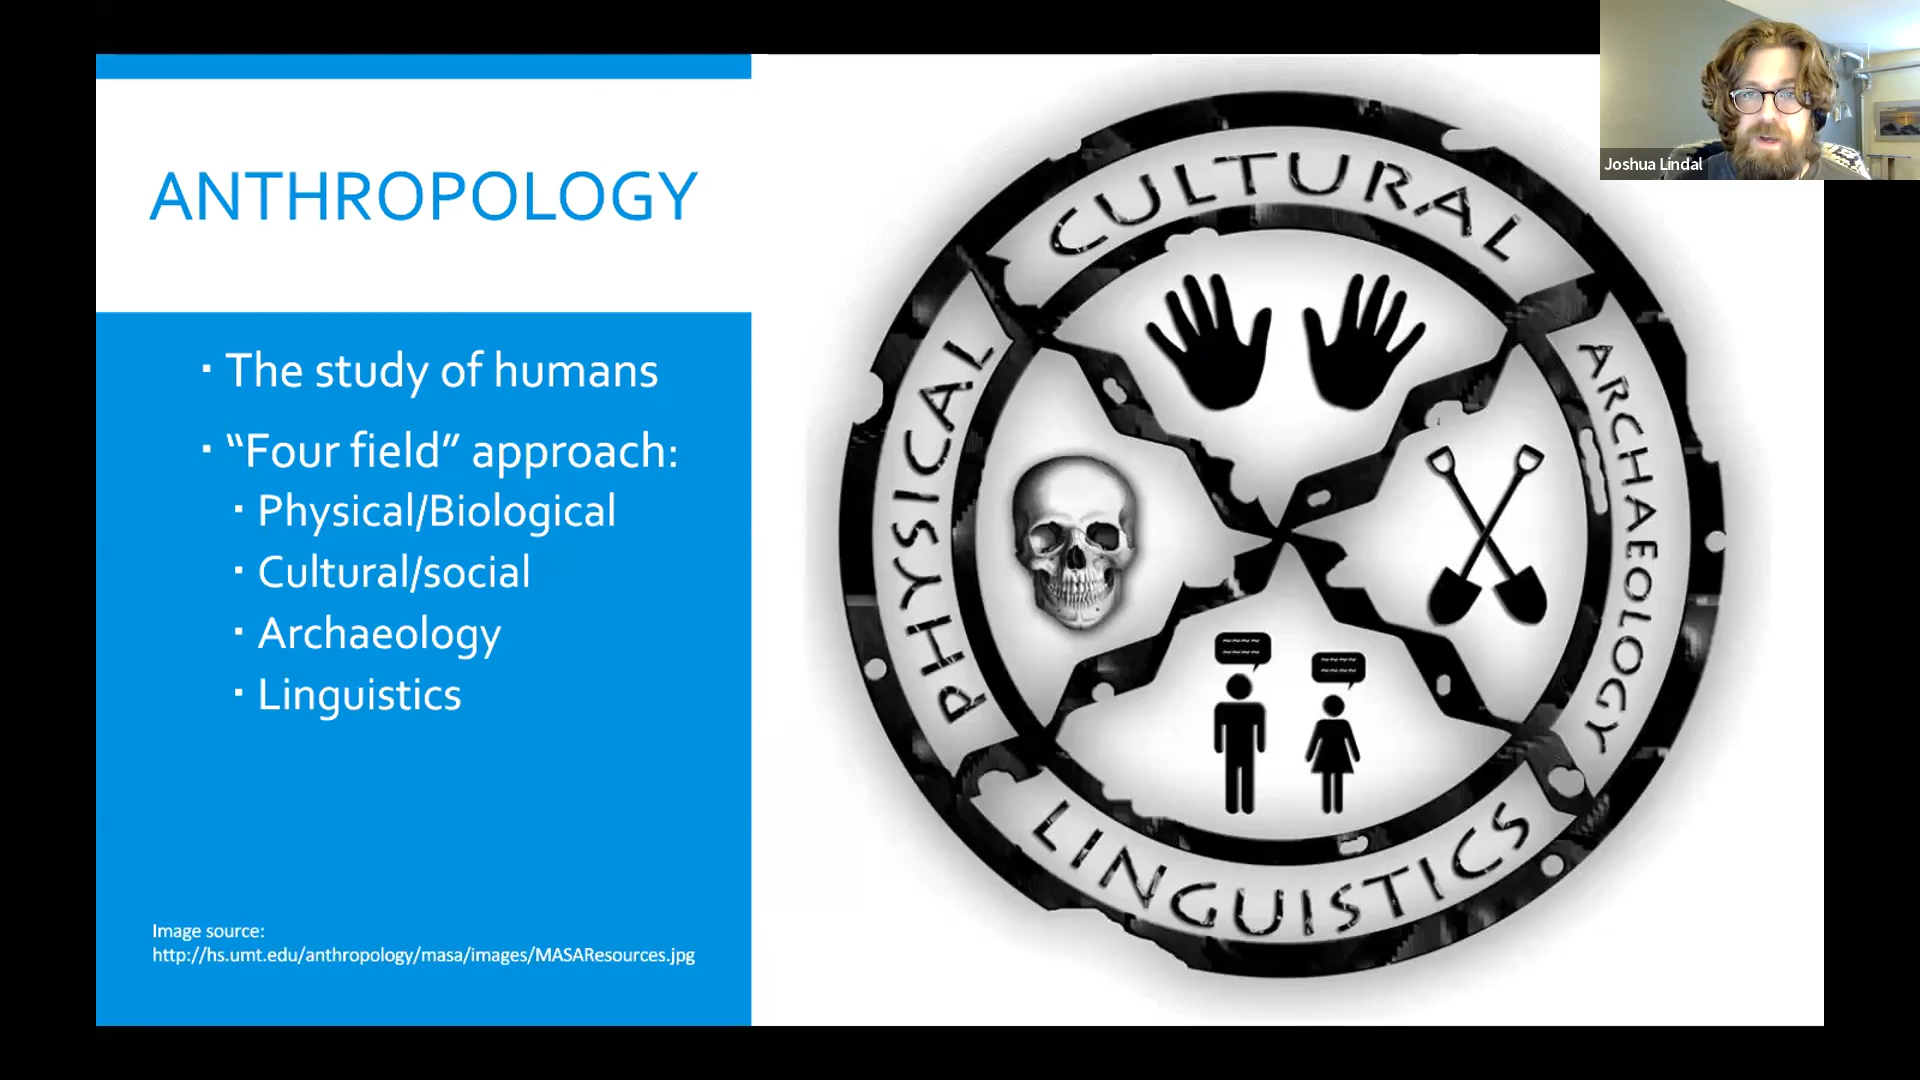 ANTHROPOLOGY
▪ The study of humans
▪ “Four field” approach:
▪ Physical/Biological
▪ Cultural/social
▪ Archaeology
▪ Linguistics
Image source:
http://hs.umt.edu/anthropology/masa/images/MASAResources.jpg
CULTURAL
PHYSICAL
ARCHAEOLOGY
LINGUISTICS
Joshua Lindal